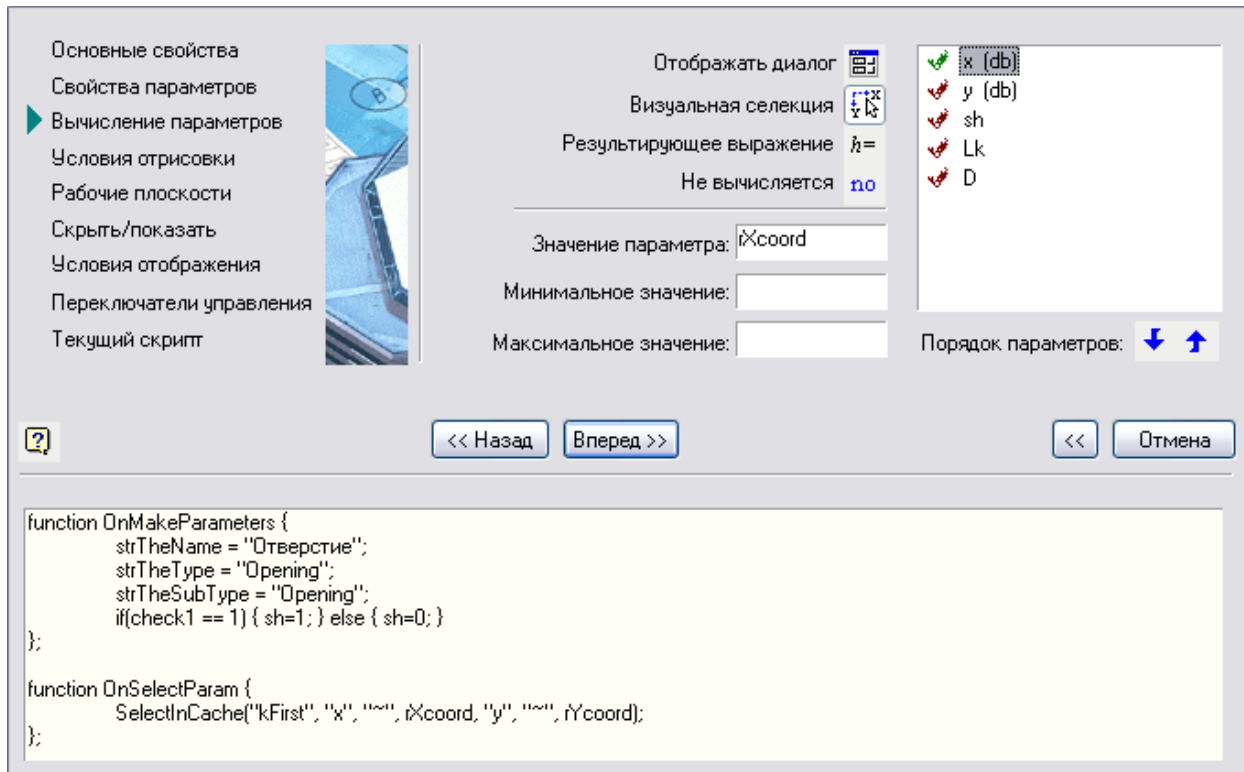 Основные свойства
Свойства параметров
Вычисление параметров
Условия отрисовки
Рабочие плоскости
Скрыть/показать
Условия отображения
Переключатели управления
Текущий скрипт
B
Отображать диалог
Визуальная селекция
Результирующее выражение h=
Не вычисляется no
Значение параметра: rXcoord
Минимальное значение:
Максимальное значение:
x (db)
y (db)
sh
Lk
D
Порядок параметров:
?
<< Назад
Вперед >>
<<
Отмена
function OnMakeParameters {
strTheName = "Отверстие";
strTheType = "Opening";
strTheSubType = "Opening";
if(check1 == 1) { sh=1; } else { sh=0; }
};
function OnSelectParam {
SelectInCache("kFirst", "x", "~", rXcoord, "y", "~", rYcoord);
};